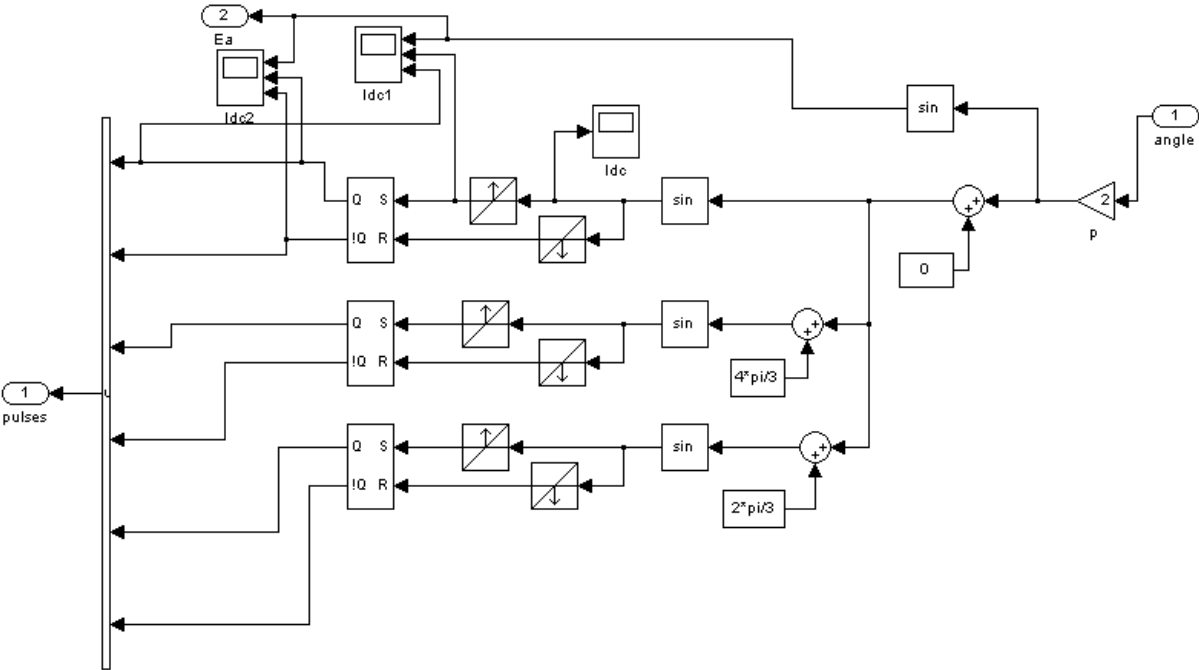 2
Ea
Idc1
Idc2
Idc
sin
1
angle
2
p
+
+
0
Q S
!Q R
sin
Q S
!Q R
sin
+
+
4*pi/3
1
pulses
Q S
!Q R
sin
+
+
2*pi/3